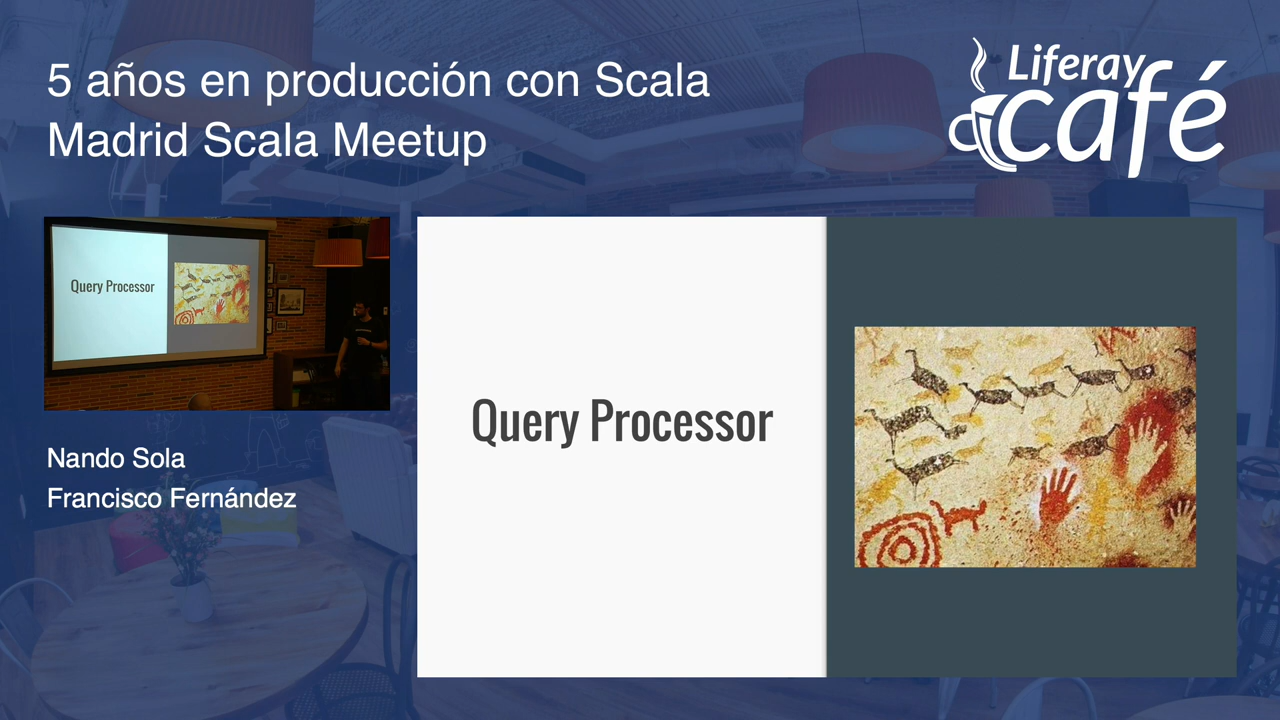 5 años en producción con Scala
Madrid Scala Meetup
Liferay
café
Query Processor
Nando Sola
Francisco Fernández
Query Processor